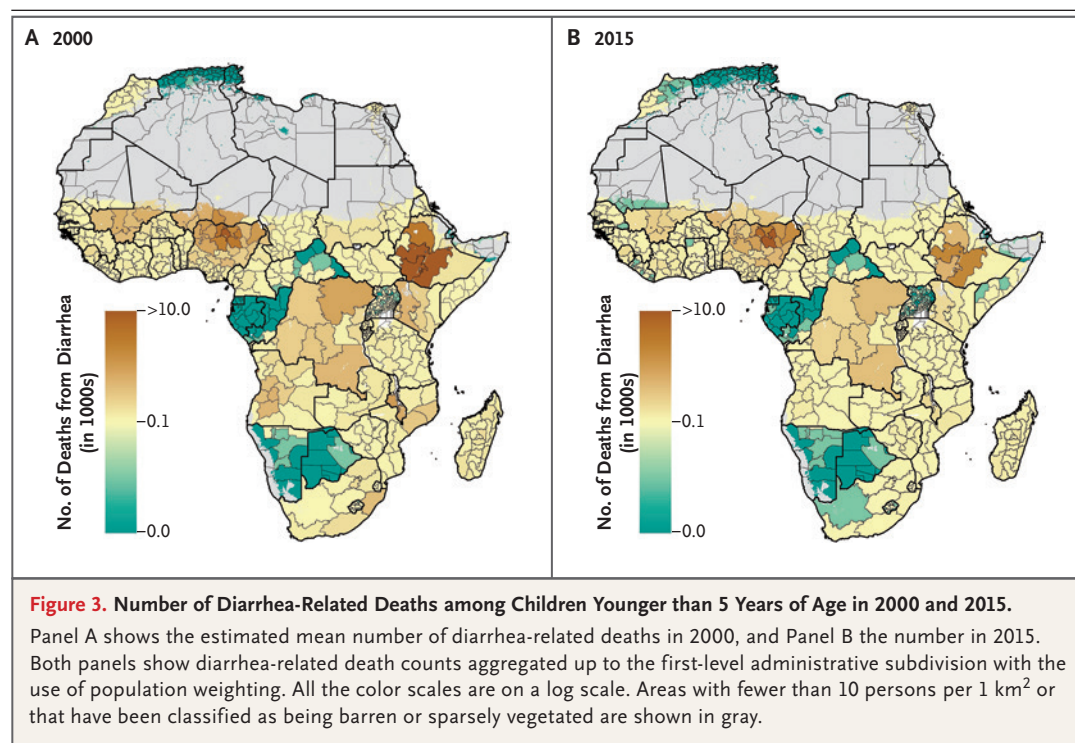 A 2000
B 2015
No. of Deaths from Diarrhea
(in 1000s)
>10.0
0.1
0.0
No. of Deaths from Diarrhea
(in 1000s)
>10.0
0.1
0.0
Figure 3. Number of Diarrhea-Related Deaths among Children Younger than 5 Years of Age in 2000 and 2015.
Panel A shows the estimated mean number of diarrhea-related deaths in 2000, and Panel B the number in 2015.
Both panels show diarrhea-related death counts aggregated up to the first-level administrative subdivision with the
use of population weighting. All the color scales are on a log scale. Areas with fewer than 10 persons per 1 km² or
that have been classified as being barren or sparsely vegetated are shown in gray.